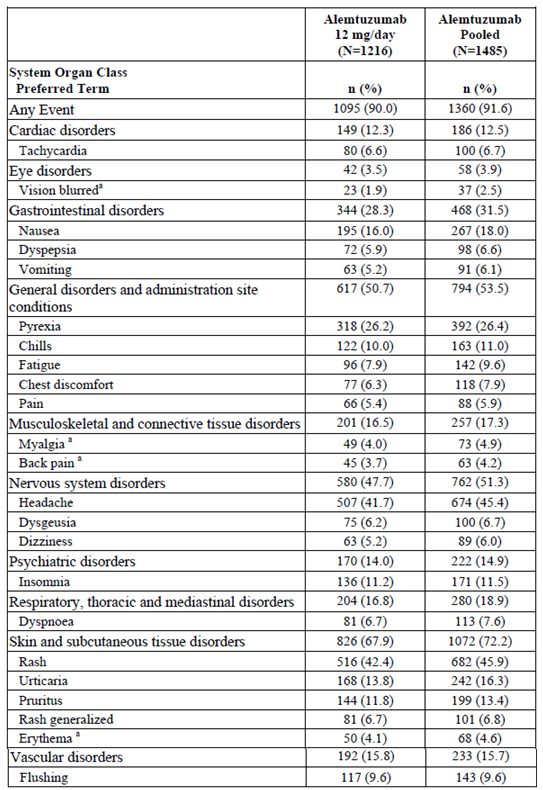 Alemtuzumab 12 mg/day (N=1216) Alemtuzumab Pooled (N=1485)
System Organ Class
Preferred Term n (%) n (%)
Any Event 1095 (90.0) 1360 (91.6)
Cardiac disorders 149 (12.3) 186 (12.5)
Tachycardia 80 (6.6) 100 (6.7)
Eye disorders 42 (3.5) 58 (3.9)
Vision blurredª 23 (1.9) 37 (2.5)
Gastrointestinal disorders 344 (28.3) 468 (31.5)
Nausea 195 (16.0) 267 (18.0)
Dyspepsia 72 (5.9) 98 (6.6)
Vomiting 63 (5.2) 91 (6.1)
General disorders and administration site conditions 617 (50.7) 794 (53.5)
Pyrexia 318 (26.2) 392 (26.4)
Chills 122 (10.0) 163 (11.0)
Fatigue 96 (7.9) 142 (9.6)
Chest discomfort 77 (6.3) 118 (7.9)
Pain 66 (5.4) 88 (5.9)
Musculoskeletal and connective tissue disorders 201 (16.5) 257 (17.3)
Myalgia ª 49 (4.0) 73 (4.9)
Back pain ª 45 (3.7) 63 (4.2)
Nervous system disorders 580 (47.7) 762 (51.3)
Headache 507 (41.7) 674 (45.4)
Dysgeusia 75 (6.2) 100 (6.7)
Dizziness 63 (5.2) 89 (6.0)
Psychiatric disorders 170 (14.0) 222 (14.9)
Insomnia 136 (11.2) 171 (11.5)
Respiratory, thoracic and mediastinal disorders 204 (16.8) 280 (18.9)
Dyspnoea 81 (6.7) 113 (7.6)
Skin and subcutaneous tissue disorders 826 (67.9) 1072 (72.2)
Rash 516 (42.4) 682 (45.9)
Urticaria 168 (13.8) 242 (16.3)
Pruritus 144 (11.8) 199 (13.4)
Rash generalized 81 (6.7) 101 (6.8)
Erythema ª 50 (4.1) 68 (4.6)
Vascular disorders 192 (15.8) 233 (15.7)
Flushing 117 (9.6) 143 (9.6)